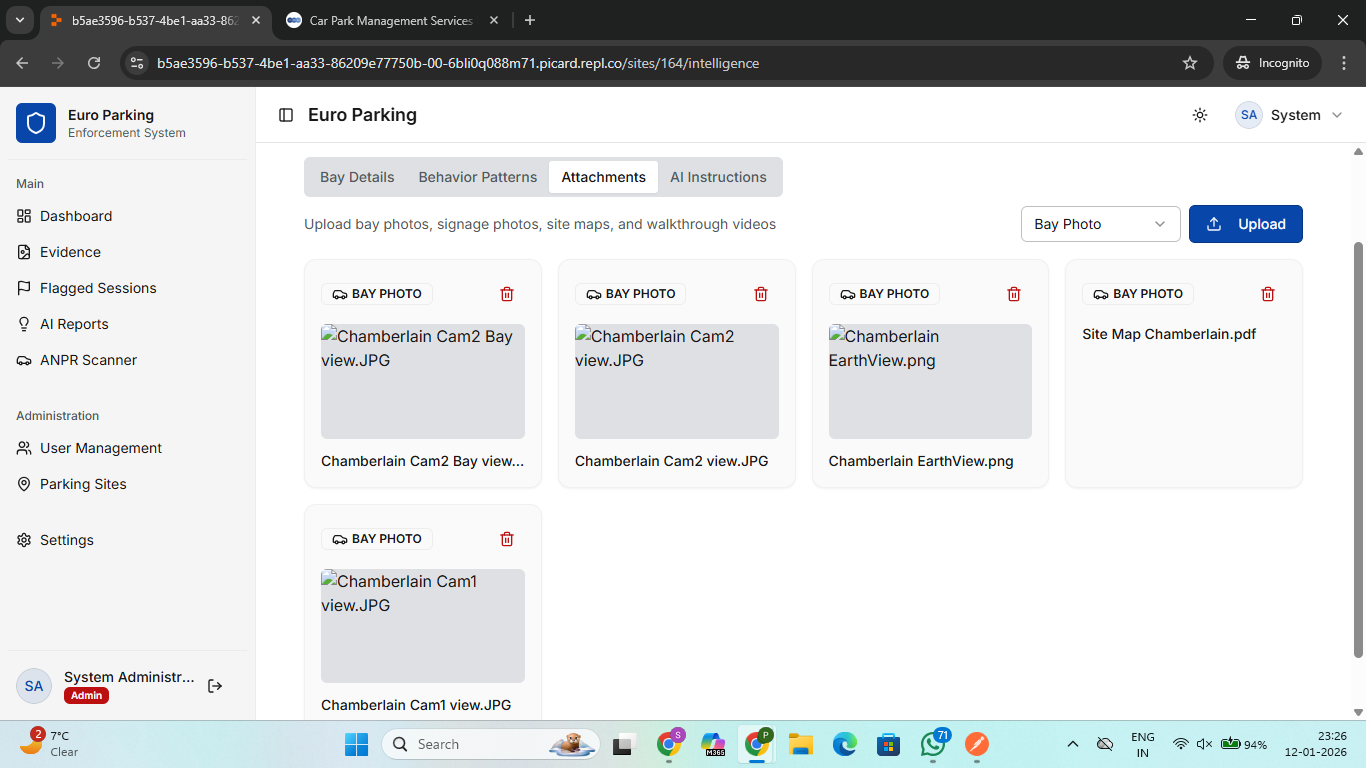 b5ae3596-b537-4be1-aa33-862
Car Park Management Services
b5ae3596-b537-4be1-aa33-86209e77750b-00-6bli0q088m71.picard.repl.co/sites/164/intelligence
Incognito
Euro Parking
Enforcement System
Euro Parking
SA
System
Main
Dashboard
Evidence
Flagged Sessions
AI Reports
ANPR Scanner
Administration
User Management
Parking Sites
Settings
SA
System Administr...
Admin
Bay Details
Behavior Patterns
Attachments
AI Instructions
Upload bay photos, signage photos, site maps, and walkthrough videos
Bay Photo
Upload
BAY PHOTO
Chamberlain Cam2 Bay
view.JPG
Chamberlain Cam2 Bay view...
BAY PHOTO
Chamberlain Cam2
view.JPG
Chamberlain Cam2 view.JPG
BAY PHOTO
Chamberlain
EarthView.png
Chamberlain EarthView.png
BAY PHOTO
Site Map Chamberlain.pdf
BAY PHOTO
Chamberlain Cam1
view.JPG
Chamberlain Cam1 view.JPG
2
7°C
Clear
Search
S
M365
P
71
ENG
IN
94%
23:26
12-01-2026